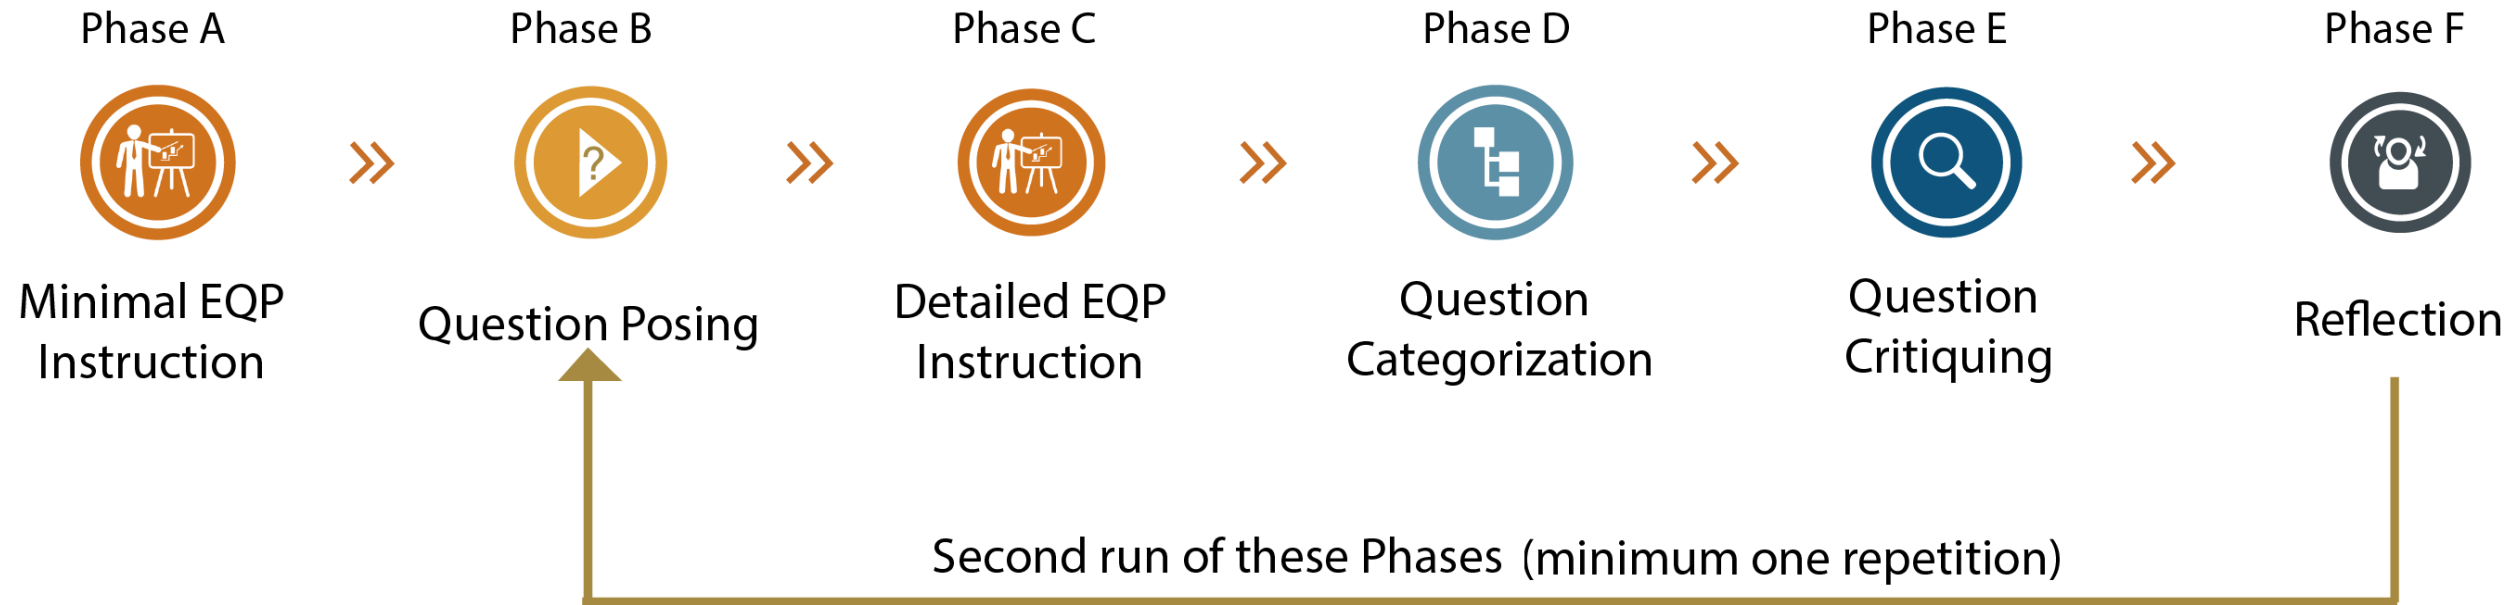 Phase A
Phase B
Phase C
Phase D
Phase E
Phase F
?
Minimal EQP
Instruction
Question Posing
Detailed EQP
Instruction
Question
Categorization
Question
Critiquing
Reflection
Second run of these Phases (minimum one repetition)